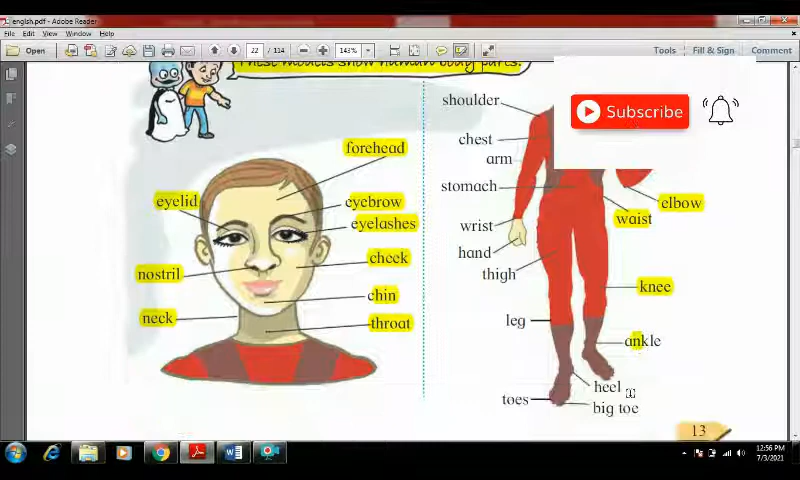 english.pdf - Adobe Reader
File Edit View Window Help
Open 22 / 114 143% Tools Fill & Sign Comment
These models show human body parts.
forehead
eyelid
eyebrow
eyelashes
cheek
nostril
chin
neck
throat
shoulder
chest
arm
stomach
wrist
hand
thigh
leg
toes
elbow
waist
knee
ankle
heel
big toe
Subscribe
13
12:56 PM
7/3/2021